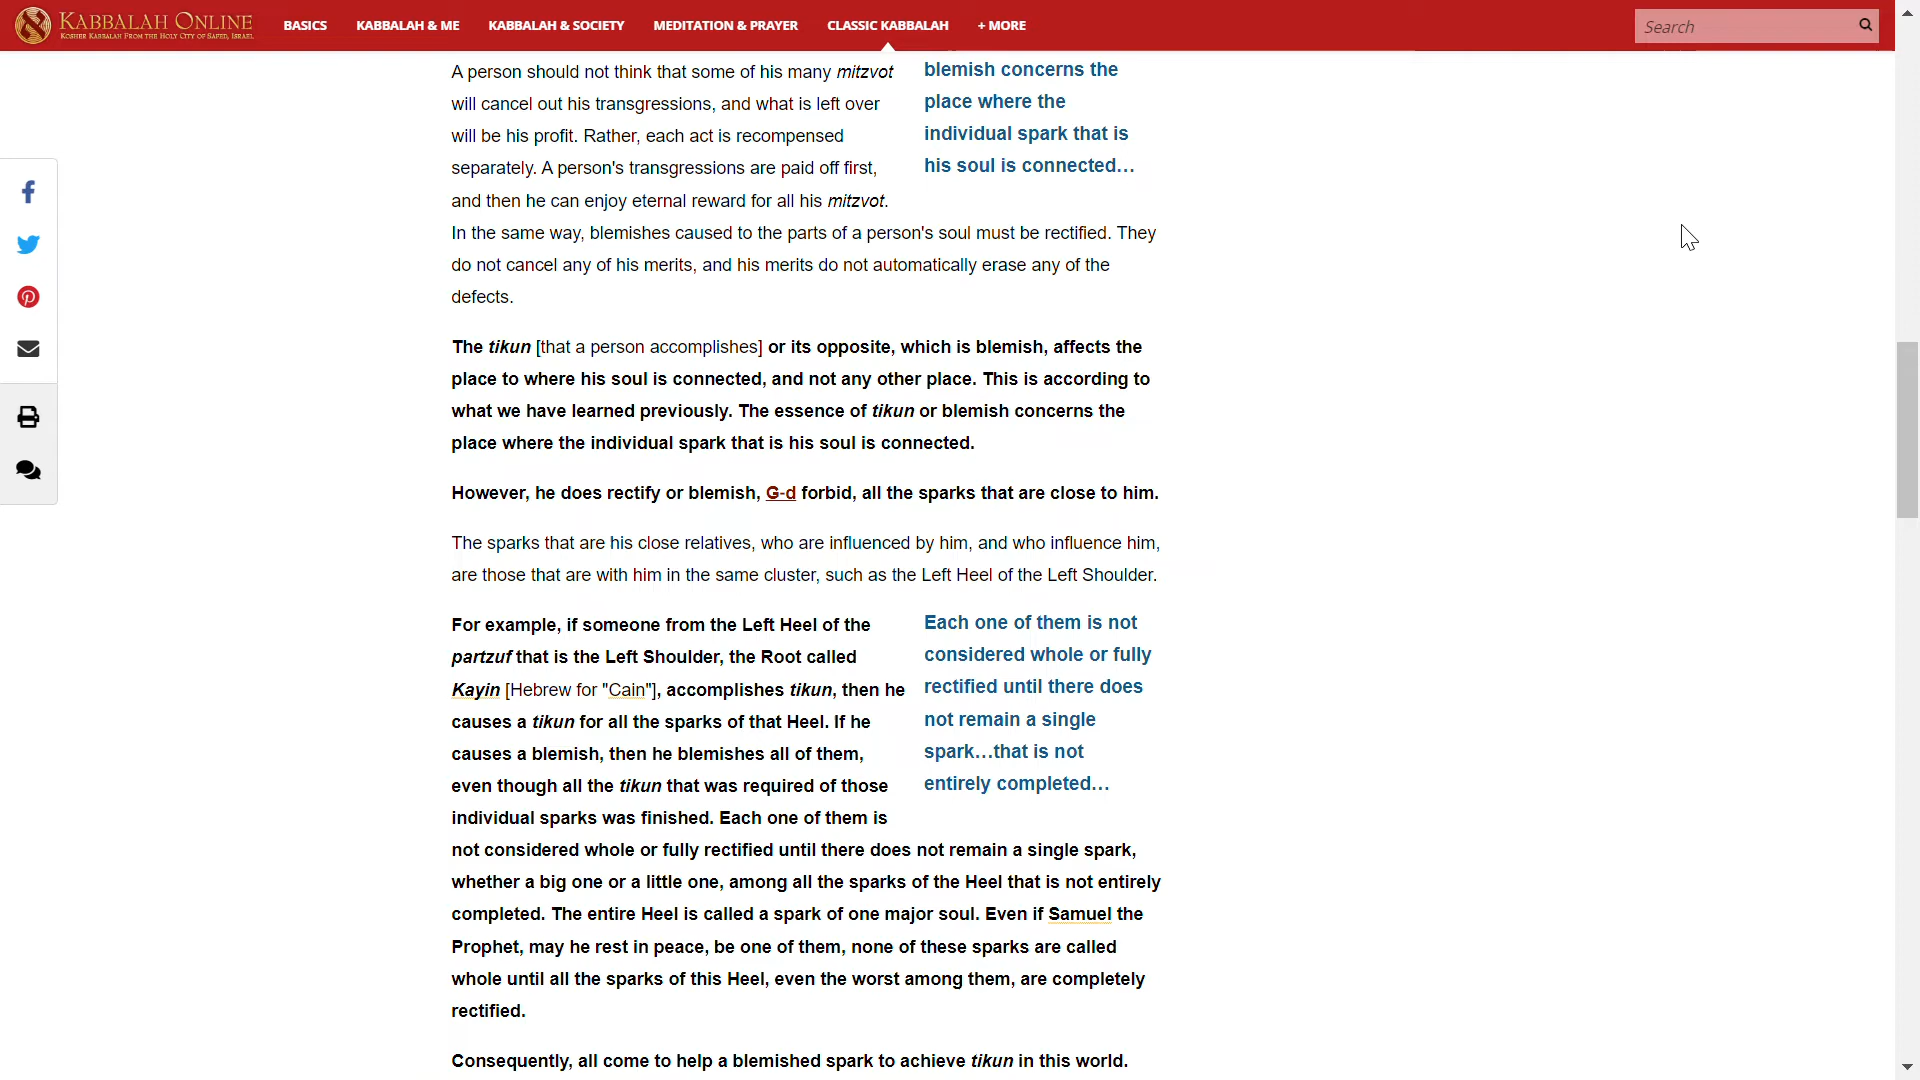 KABBALAH ONLINE
KOSHER KABBALAH FROM THE HOLY CITY OF SAFED, ISRAEL
BASICS
KABBALAH & ME
KABBALAH & SOCIETY
MEDITATION & PRAYER
CLASSIC KABBALAH
+ MORE
Search
A person should not think that some of his many mitzvot
will cancel out his transgressions, and what is left over
will be his profit. Rather, each act is recompensed
separately. A person's transgressions are paid off first,
and then he can enjoy eternal reward for all his mitzvot.
In the same way, blemishes caused to the parts of a person's soul must be rectified. They
do not cancel any of his merits, and his merits do not automatically erase any of the
defects.
blemish concerns the
place where the
individual spark that is
his soul is connected…
The tikun [that a person accomplishes] or its opposite, which is blemish, affects the
place to where his soul is connected, and not any other place. This is according to
what we have learned previously. The essence of tikun or blemish concerns the
place where the individual spark that is his soul is connected.
However, he does rectify or blemish, G-d forbid, all the sparks that are close to him.
The sparks that are his close relatives, who are influenced by him, and who influence him,
are those that are with him in the same cluster, such as the Left Heel of the Left Shoulder.
For example, if someone from the Left Heel of the
partzuf that is the Left Shoulder, the Root called
Kayin [Hebrew for "Cain"], accomplishes tikun, then he
causes a tikun for all the sparks of that Heel. If he
causes a blemish, then he blemishes all of them,
even though all the tikun that was required of those
individual sparks was finished. Each one of them is
not considered whole or fully rectified until there does not remain a single spark,
whether a big one or a little one, among all the sparks of the Heel that is not entirely
completed. The entire Heel is called a spark of one major soul. Even if Samuel the
Prophet, may he rest in peace, be one of them, none of these sparks are called
whole until all the sparks of this Heel, even the worst among them, are completely
rectified.
Each one of them is not
considered whole or fully
rectified until there does
not remain a single
spark…that is not
entirely completed…
Consequently, all come to help a blemished spark to achieve tikun in this world.